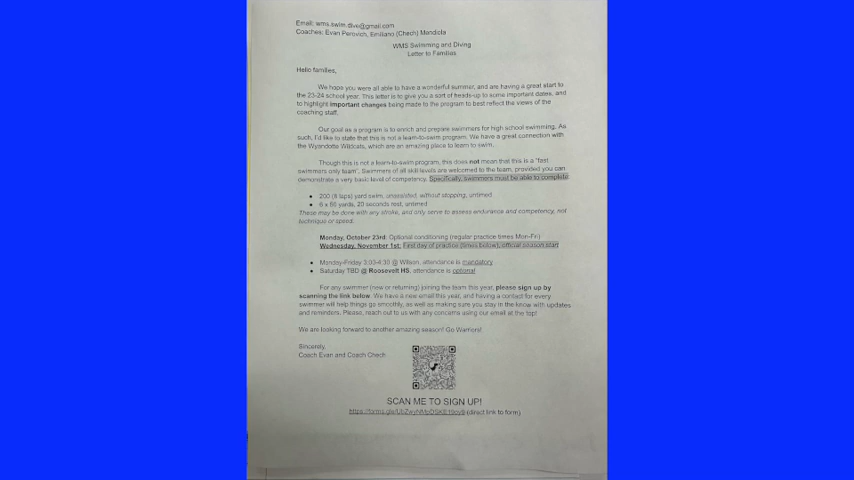 Email: wms.swim.dive@gmail.com
Coaches: Evan Perovich, Emiliano (Chech) Mendiola
WMS Swimming and Diving
Letter to Families
Hello families,
We hope you were all able to have a wonderful summer, and are having a great start to
the 23-24 school year. This letter is to give you a sort of heads-up to some important dates, and
to highlight important changes being made to the program to best reflect the views of the
coaching staff.
Our goal as a program is to enrich and prepare swimmers for high school swimming. As
such, I'd like to state that this is not a learn-to-swim program. We have a great connection with
the Wyandotte Wildcats, which are an amazing place to learn to swim.
Though this is not a learn-to-swim program, this does not mean that this is a "fast
swimmers only team". Swimmers of all skill levels are welcomed to the team, provided you can
demonstrate a very basic level of competency. Specifically, swimmers must be able to complete:
• 200 (8 laps) yard swim, unassisted, without stopping, untimed
• 6 x 50 yards, 20 seconds rest, untimed
These may be done with any stroke, and only serve to assess endurance and competency, not
technique or speed.
Monday, October 23rd: Optional conditioning (regular practice times Mon-Fri)
Wednesday, November 1st: First day of practice (times below), official season start
• Monday-Friday 3:00-4:30 @ Wilson, attendance is mandatory
• Saturday TBD @ Roosevelt HS, attendance is optional
For any swimmer (new or returning) joining the team this year, please sign up by
scanning the link below. We have a new email this year, and having a contact for every
swimmer will help things go smoothly, as well as making sure you stay in the know with updates
and reminders. Please, reach out to us with any concerns using our email at the top!
We are looking forward to another amazing season! Go Warriors!
Sincerely,
Coach Evan and Coach Chech
SCAN ME TO SIGN UP!
(direct link to form)